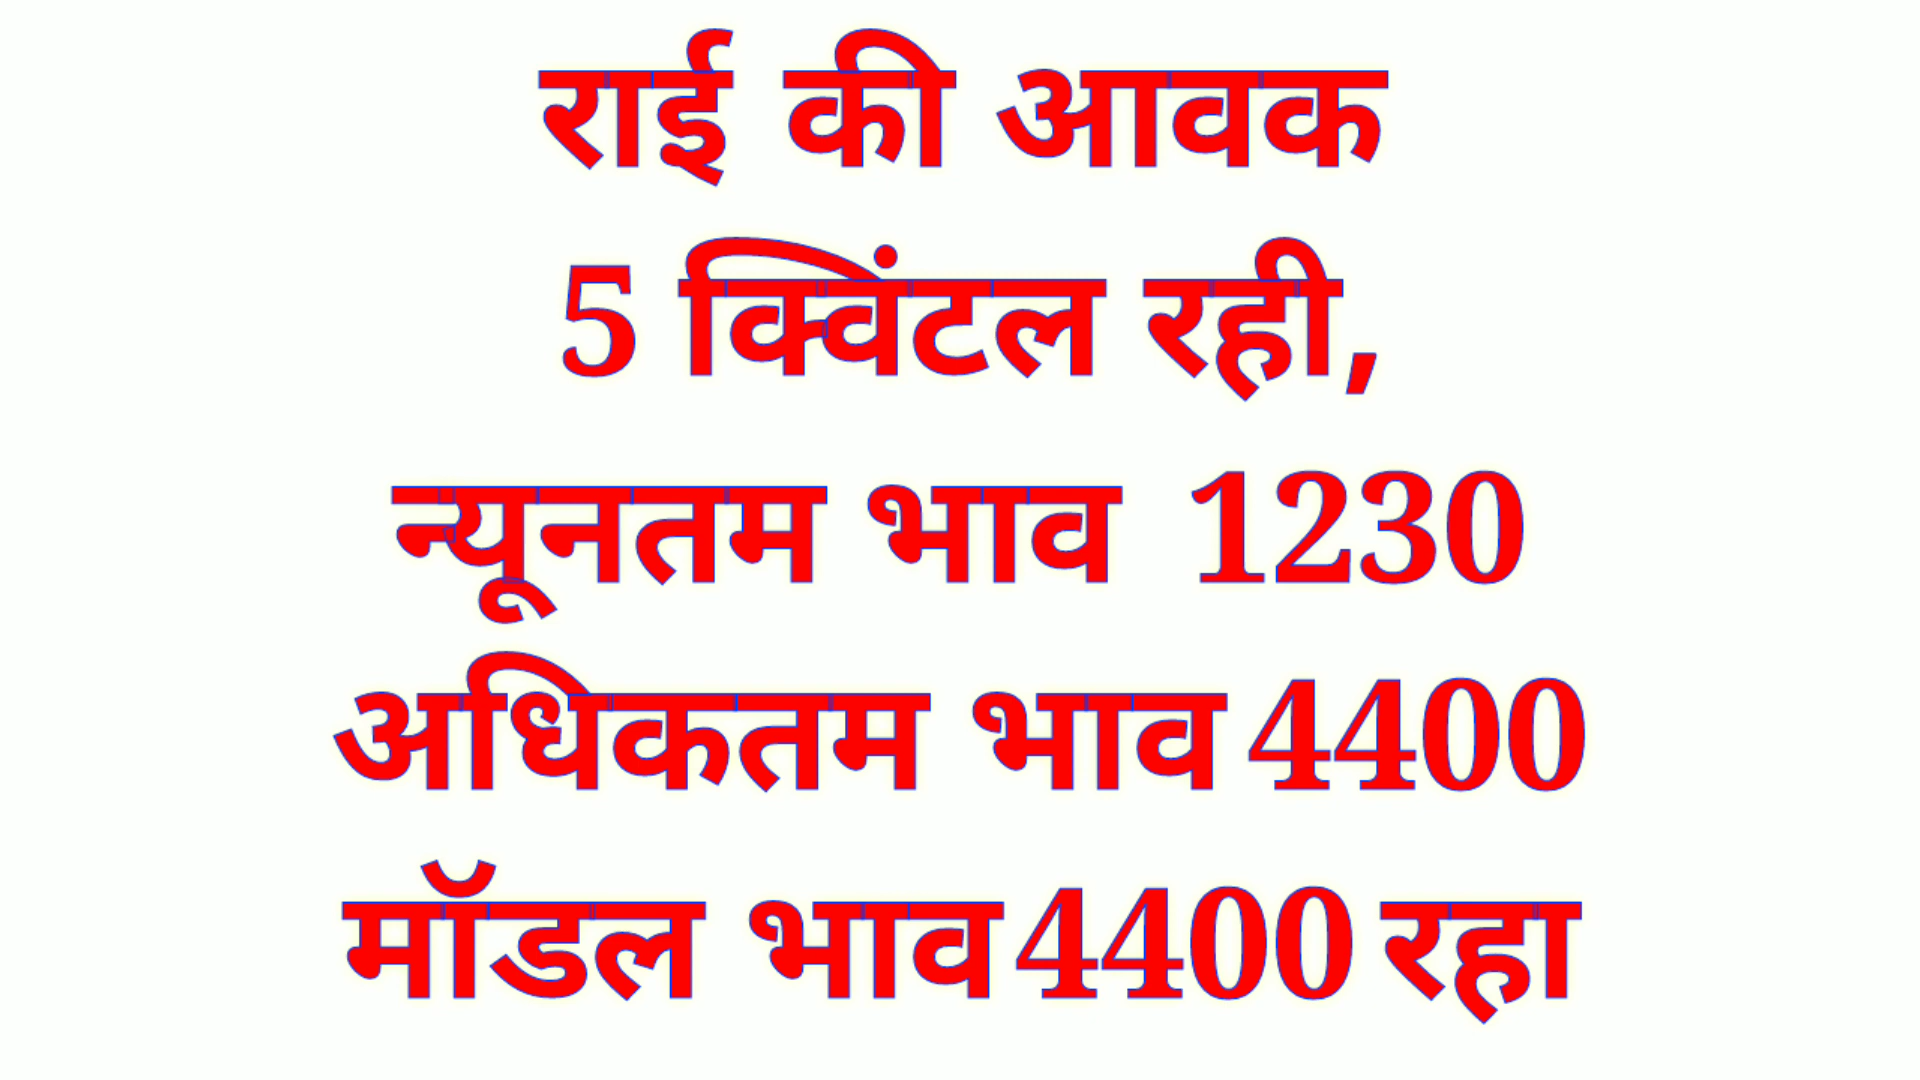 राई की आवक
5 क्विंटल रही,
न्यूनतम भाव 1230
अधिकतम भाव 4400
मॉडल भाव 4400 रहा